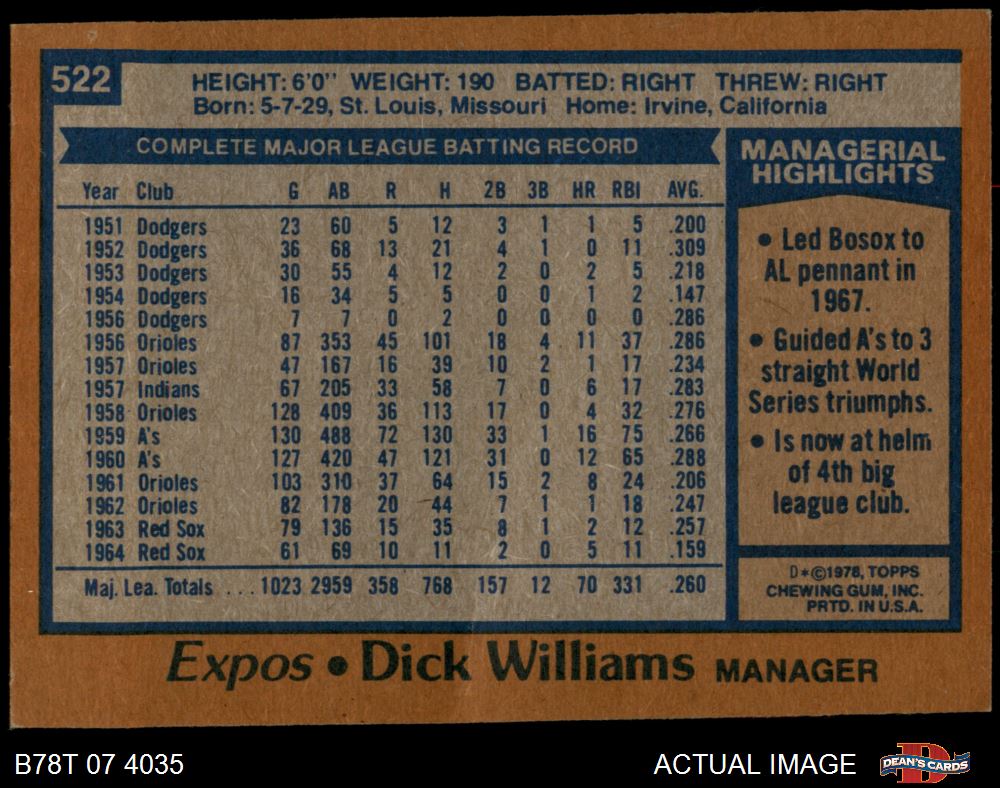 522
HEIGHT: 6'0" WEIGHT: 190 BATTED: RIGHT THREW: RIGHT
Born: 5-7-29, St. Louis, Missouri Home: Irvine, California
COMPLETE MAJOR LEAGUE BATTING RECORD
Year Club G AB R H 2B 3B HR RBI AVG.
1951 Dodgers 23 60 5 12 3 1 1 5 .200
1952 Dodgers 36 68 13 21 4 1 0 11 .309
1953 Dodgers 30 55 4 12 2 0 2 5 .218
1954 Dodgers 16 34 5 5 0 0 1 2 .147
1956 Dodgers 7 7 0 2 0 0 0 0 .286
1956 Orioles 87 353 45 101 18 4 11 37 .286
1957 Orioles 47 167 16 39 10 2 1 17 .234
1957 Indians 67 205 33 58 7 0 6 17 .283
1958 Orioles 128 409 36 113 17 0 4 32 .276
1959 A's 130 488 72 130 33 1 16 75 .266
1960 A's 127 420 47 121 31 0 12 65 .288
1961 Orioles 103 310 37 64 15 2 8 24 .206
1962 Orioles 82 178 20 44 7 1 1 18 .247
1963 Red Sox 79 136 15 35 8 1 2 12 .257
1964 Red Sox 61 69 10 11 2 0 5 11 .159
Maj. Lea. Totals ... 1023 2959 358 768 157 12 70 331 .260
MANAGERIAL
HIGHLIGHTS
• Led Bosox to
AL pennant in
1967.
• Guided A's to 3
straight World
Series triumphs.
• Is now at helm
of 4th big
league club.
D*©1978, TOPPS
CHEWING GUM, INC.
PRTD. IN U.S.A.
Expos • Dick Williams MANAGER
B78T 07 4035
ACTUAL IMAGE
DEAN'S CARDS